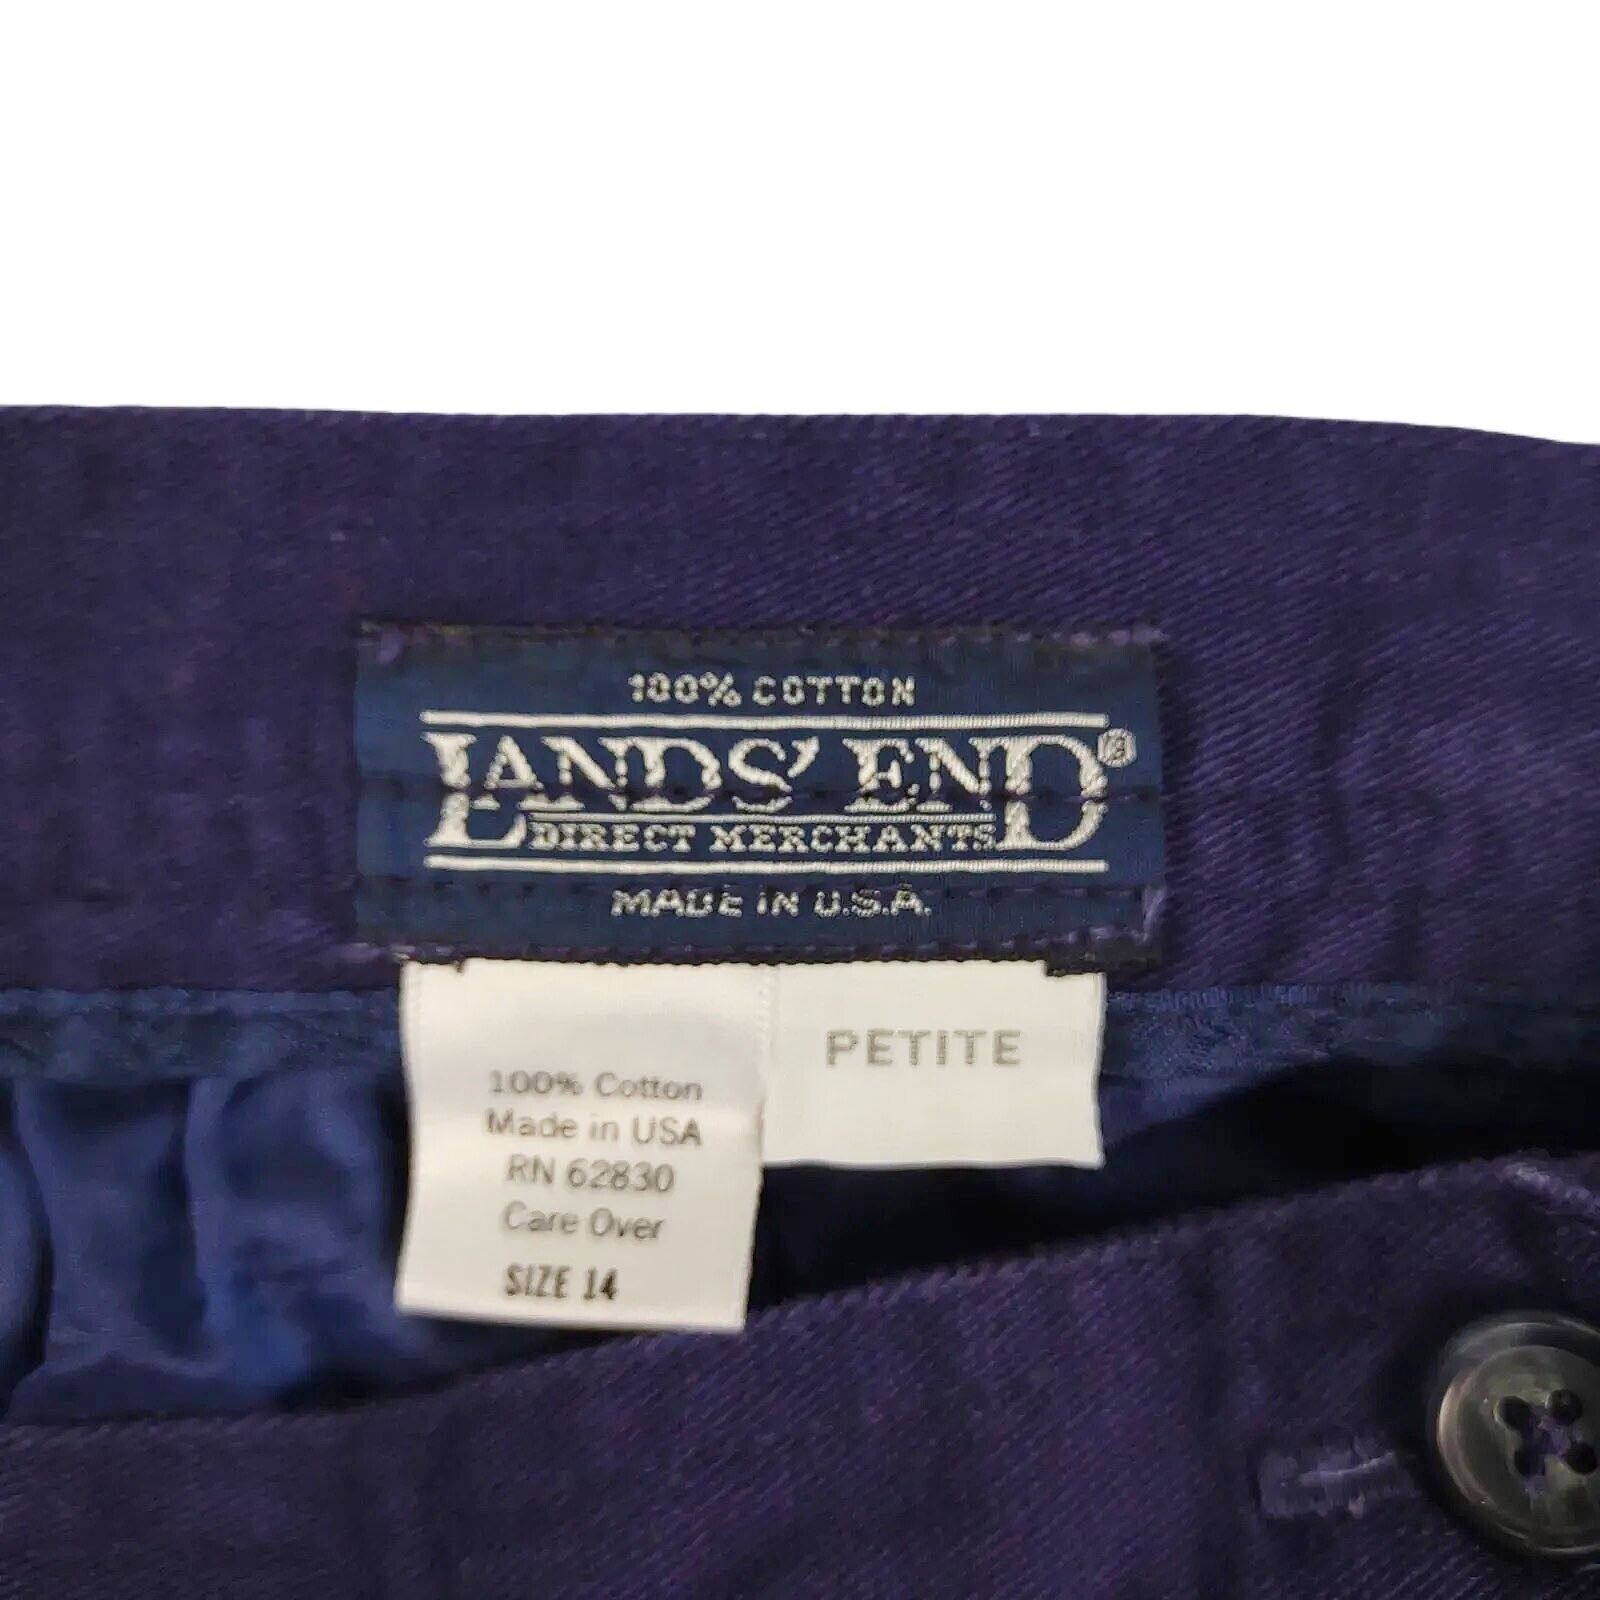 100% COTTON
LANDS' END®
DIRECT MERCHANTS
MADE IN U.S.A.
PETITE
100% Cotton
Made in USA
RN 62830
Care Over
SIZE 14